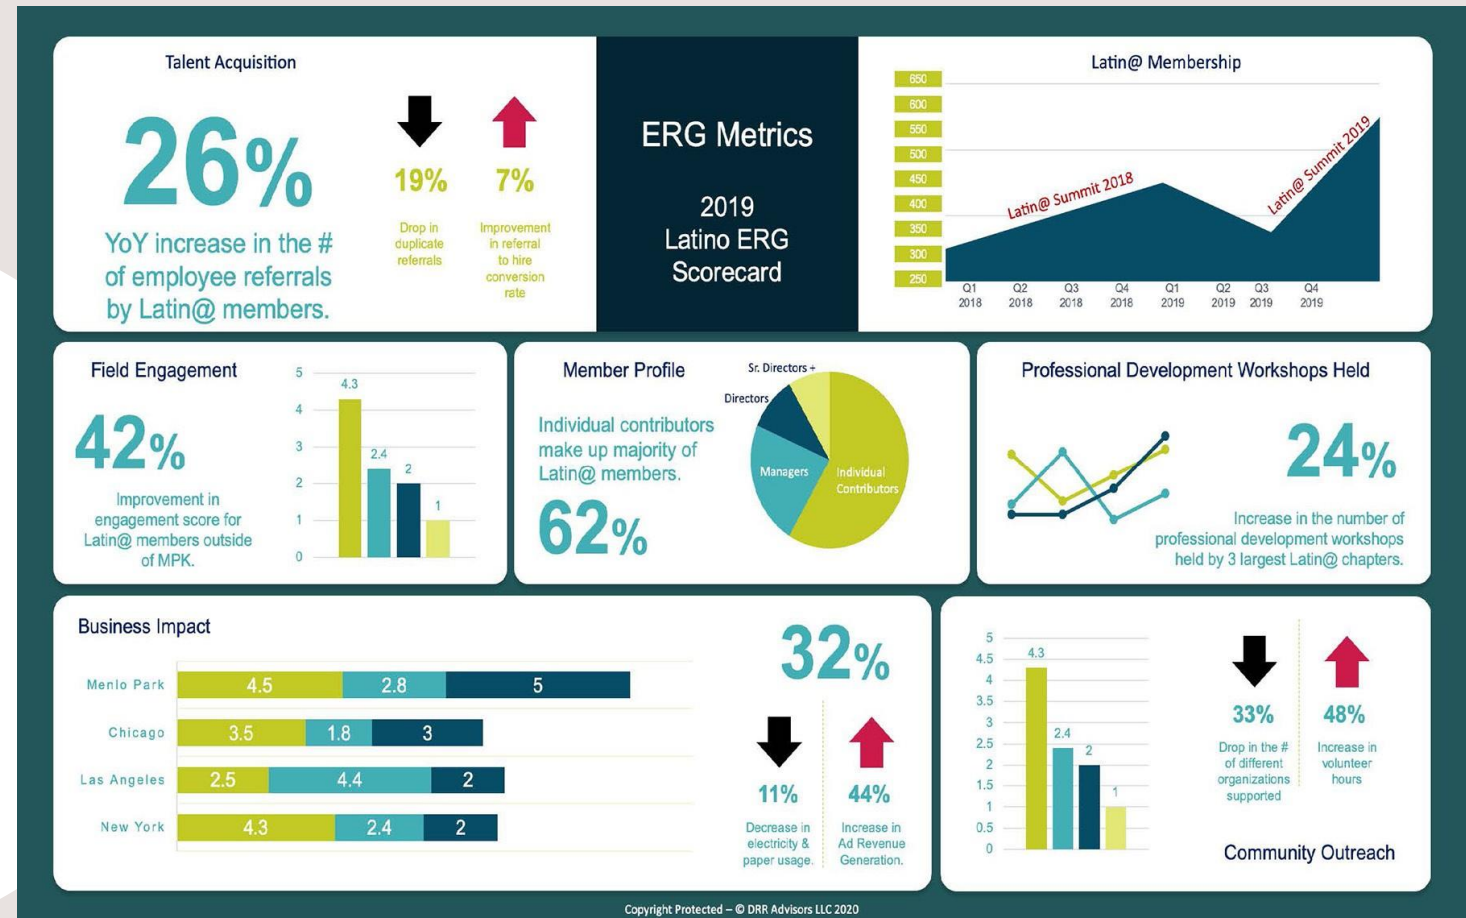 Talent Acquisition
26%
YoY increase in the #
of employee referrals
by Latin@ members.
19%
Drop in
duplicate
referrals
7%
Improvement
in referral
to hire
conversion
rate
ERG Metrics
2019
Latino ERG
Scorecard
Latin@ Membership
650
600
550
500
450
400
350
300
250
Latin@ Summit 2018
Latin@ Summit 2019
Q1 Q2 Q3 Q4 Q1 Q2 Q3 Q4
2018 2018 2018 2018 2019 2019 2019 2019
Field Engagement
42%
Improvement in
engagement score for
Latin@ members outside
of MPK.
5
4
3
2
1
0
4.3
2.4
2
1
Member Profile
Individual contributors
make up majority of
Latin@ members.
62%
Sr. Directors +
Directors
Managers
Individual
Contributors
Professional Development Workshops Held
24%
Increase in the number of
professional development workshops
held by 3 largest Latin@ chapters.
Business Impact
Menlo Park 4.5 2.8 5
Chicago 3.5 1.8 3
Las Angeles 2.5 4.4 2
New York 4.3 2.4 2
32%
11%
Decrease in
electricity &
paper usage.
44%
Increase in
Ad Revenue
Generation.
5
4.5
4
3.5
3
2.5
2
1.5
1
0.5
0
4.3
2.4
2
1
33%
Drop in the #
of different
organizations
supported
48%
Increase in
volunteer
hours
Community Outreach
Copyright Protected – © DRR Advisors LLC 2020